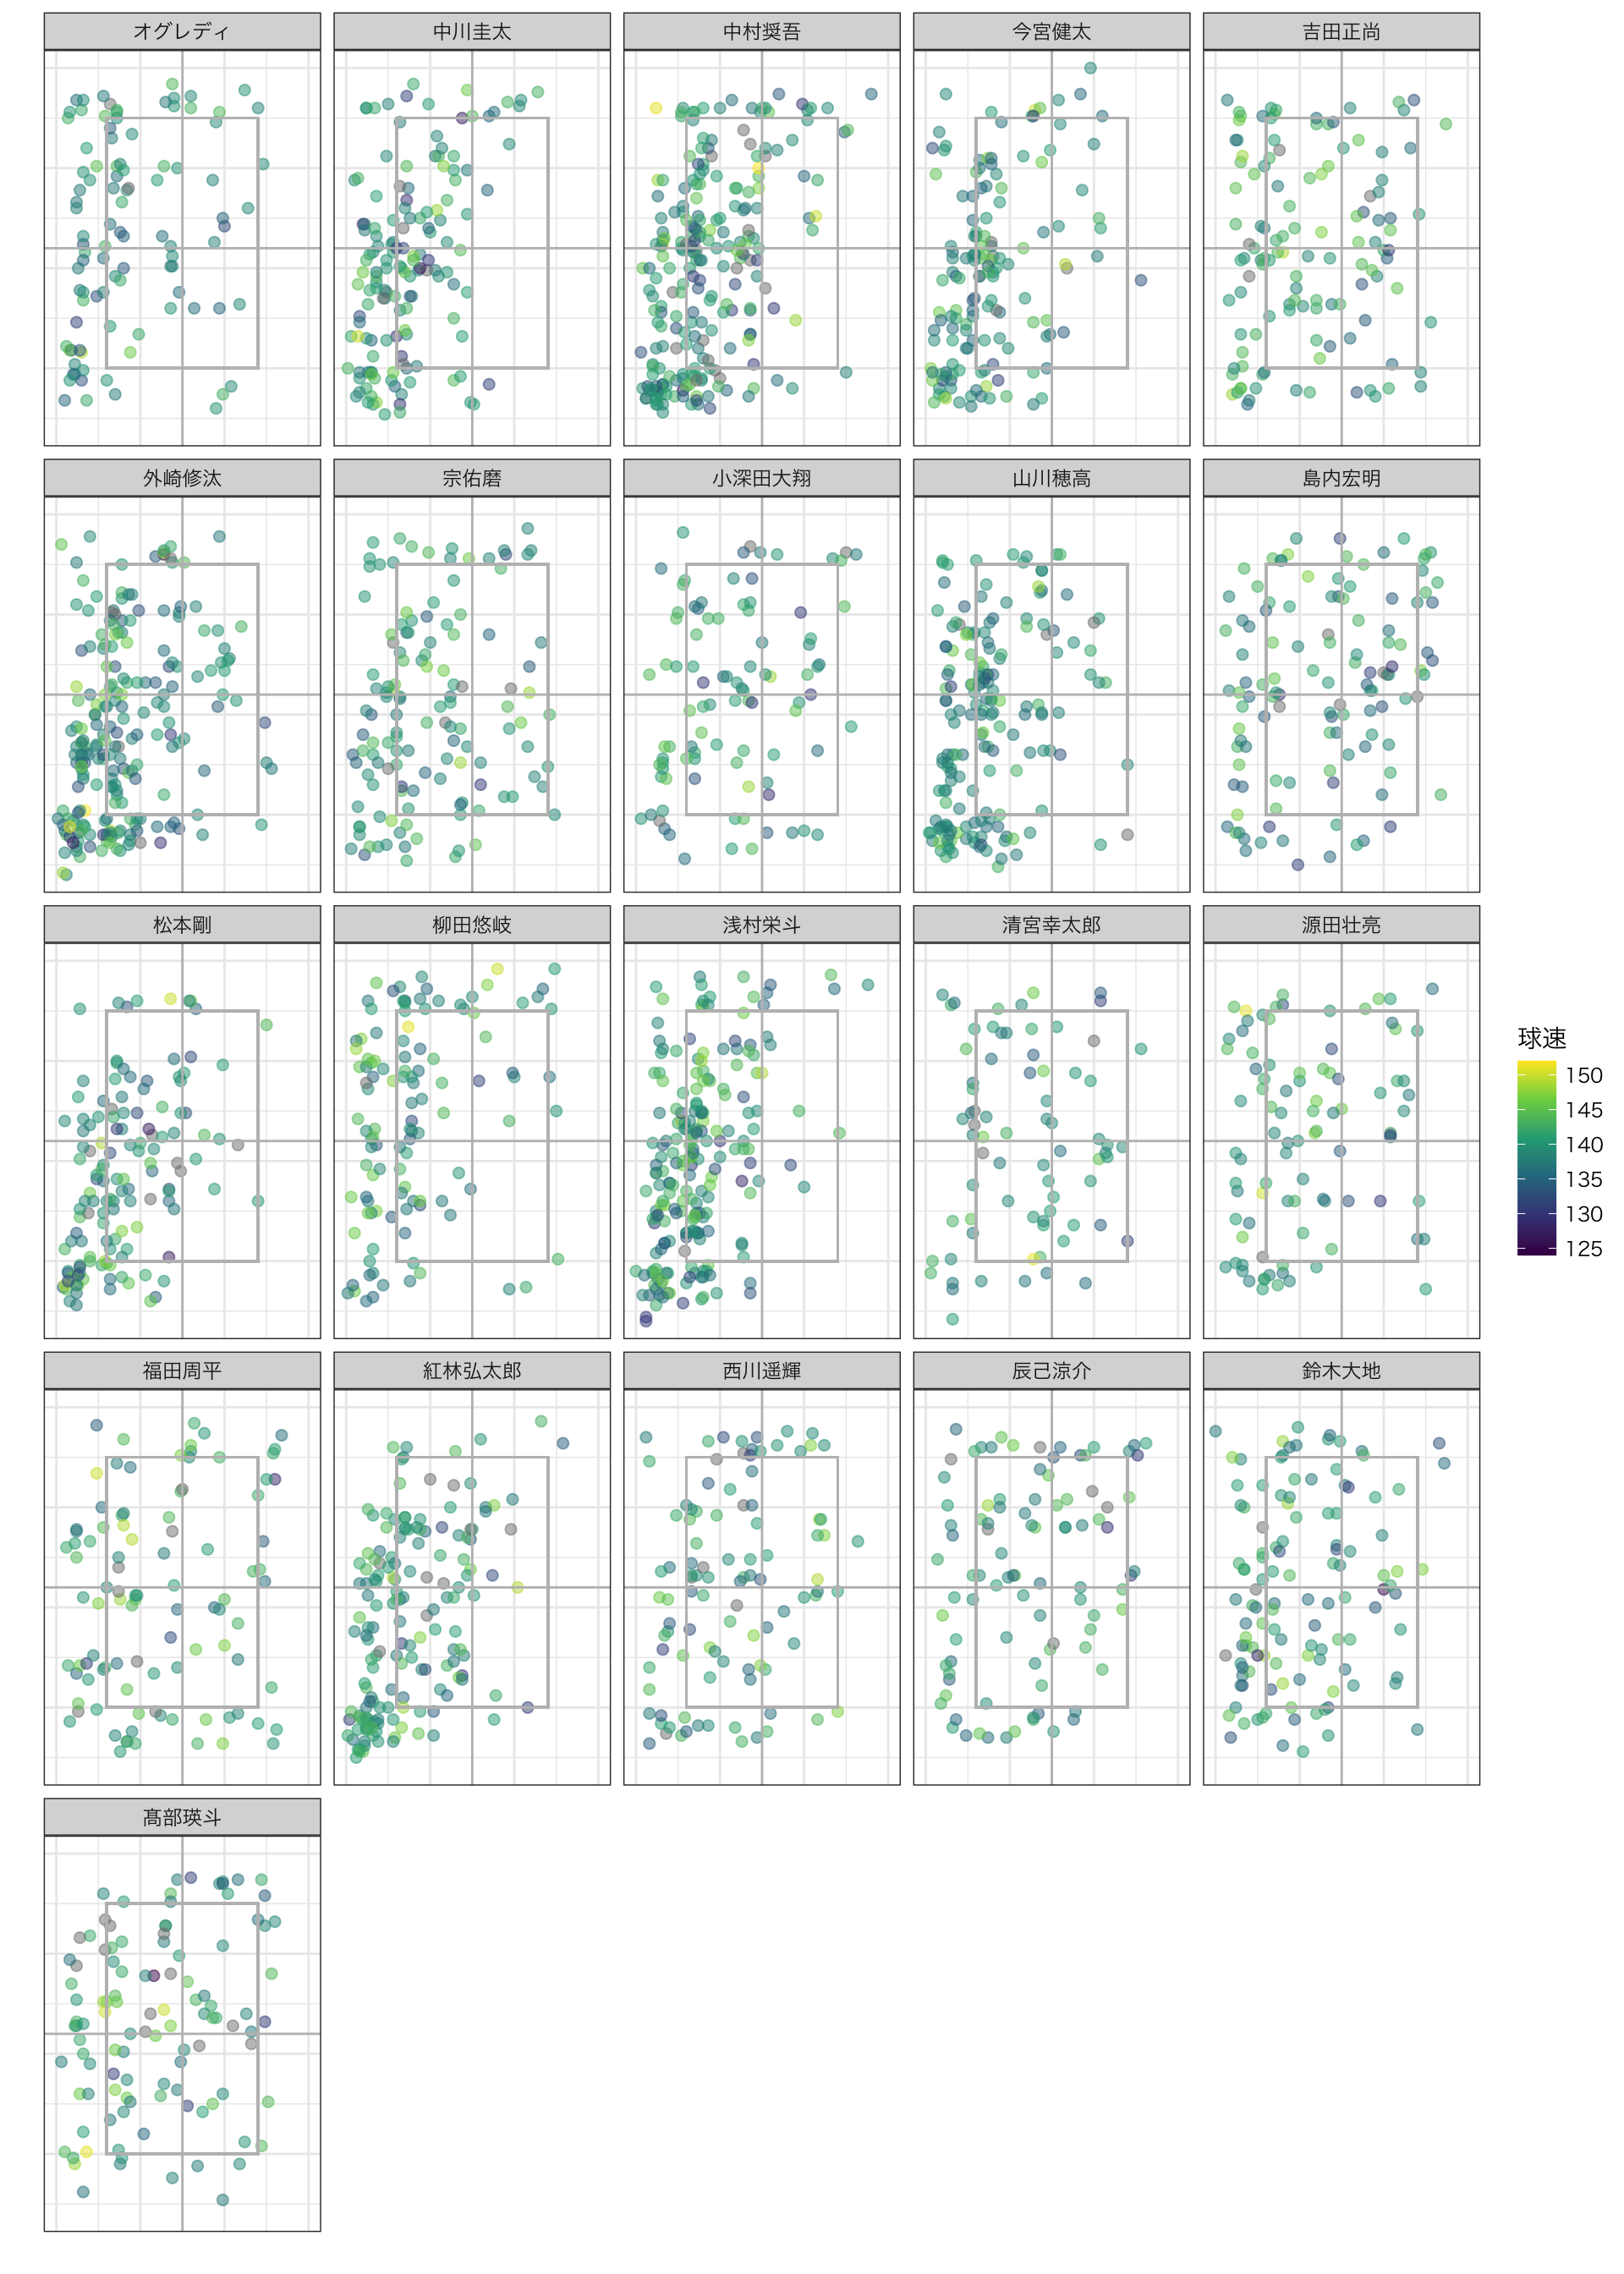 オグレディ
中川圭太
中村奨吾
今宮健太
吉田正尚
外崎修汰
宗佑磨
小深田大翔
山川穂高
島内宏明
松本剛
柳田悠岐
浅村栄斗
清宮幸太郎
源田壮亮
球速
150
145
140
135
130
125
福田周平
紅林弘太郎
西川遥輝
辰己涼介
鈴木大地
髙部瑛斗